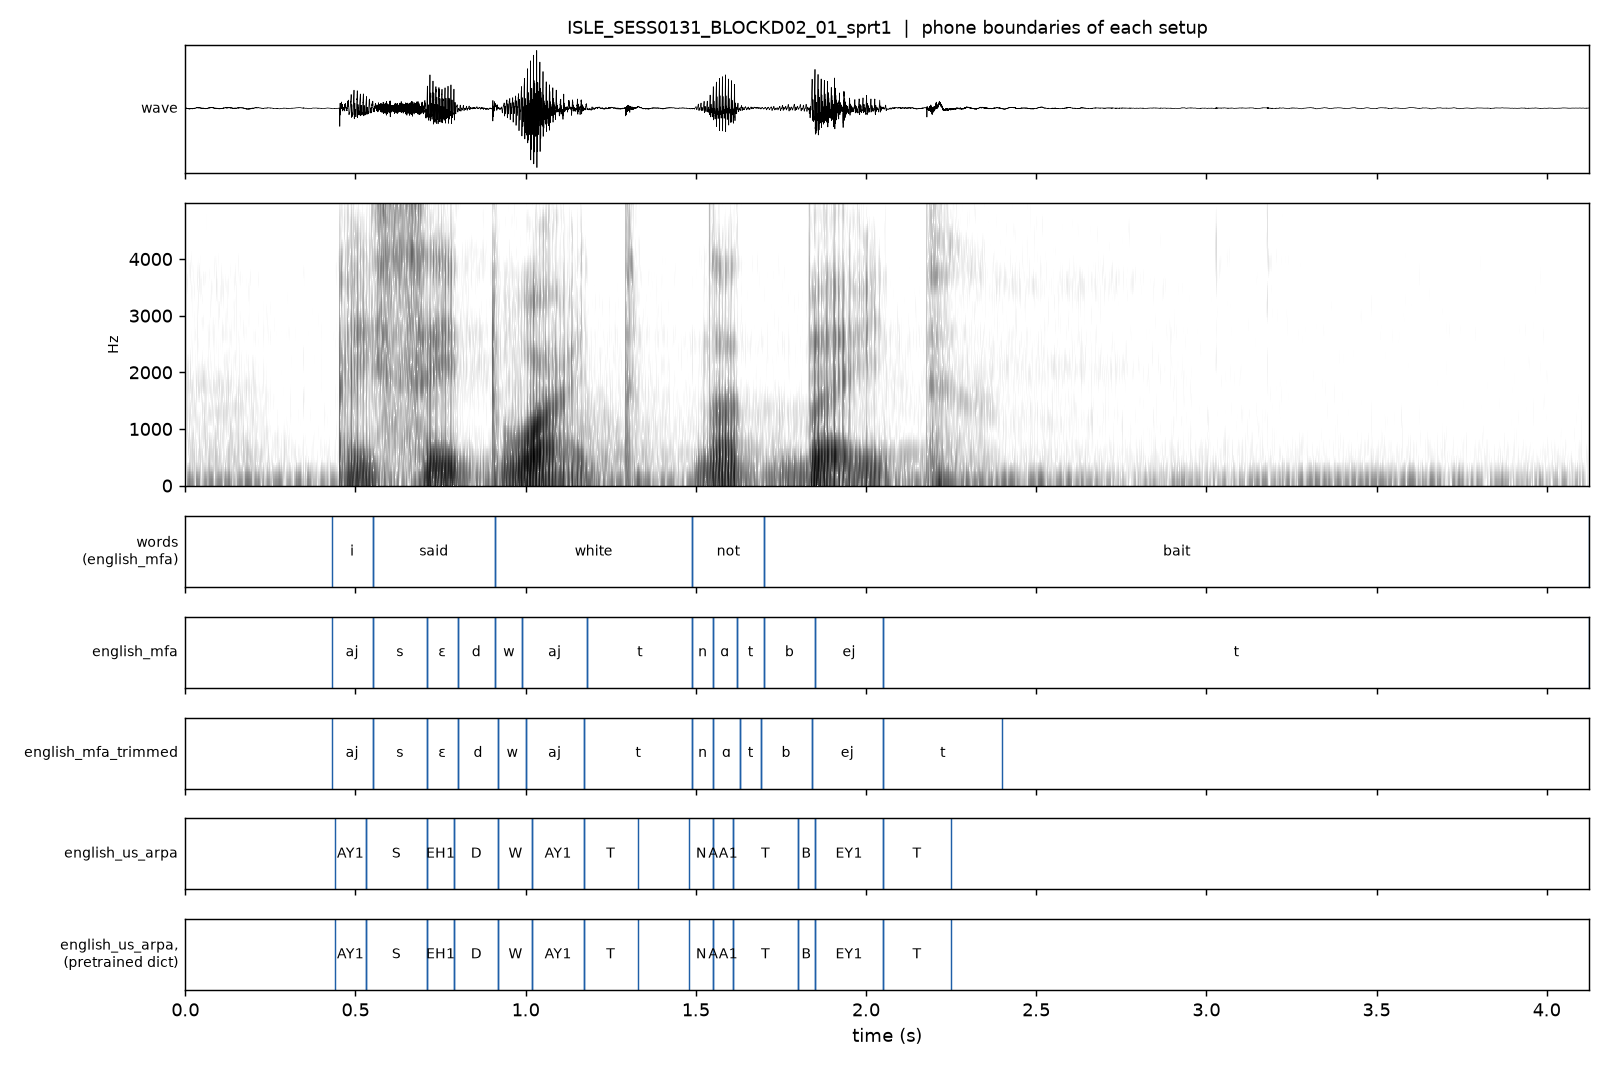 ISLE_SESS0131_BLOCKD02_01_sprt1 | phone boundaries of each setup
wave
4000
3000
2000
1000
0
Hz
words
(english_mfa)
i said white not bait
english_mfa
aj s ɛ d w aj t n ɑ t b ej t
english_mfa_trimmed
aj s ɛ d w aj t n ɑ t b ej t
english_us_arpa
AY1 S EH1 D W AY1 T N AA1 T B EY1 T
english_us_arpa,
(pretrained dict)
AY1 S EH1 D W AY1 T N AA1 T B EY1 T
0.0 0.5 1.0 1.5 2.0 2.5 3.0 3.5 4.0
time (s)